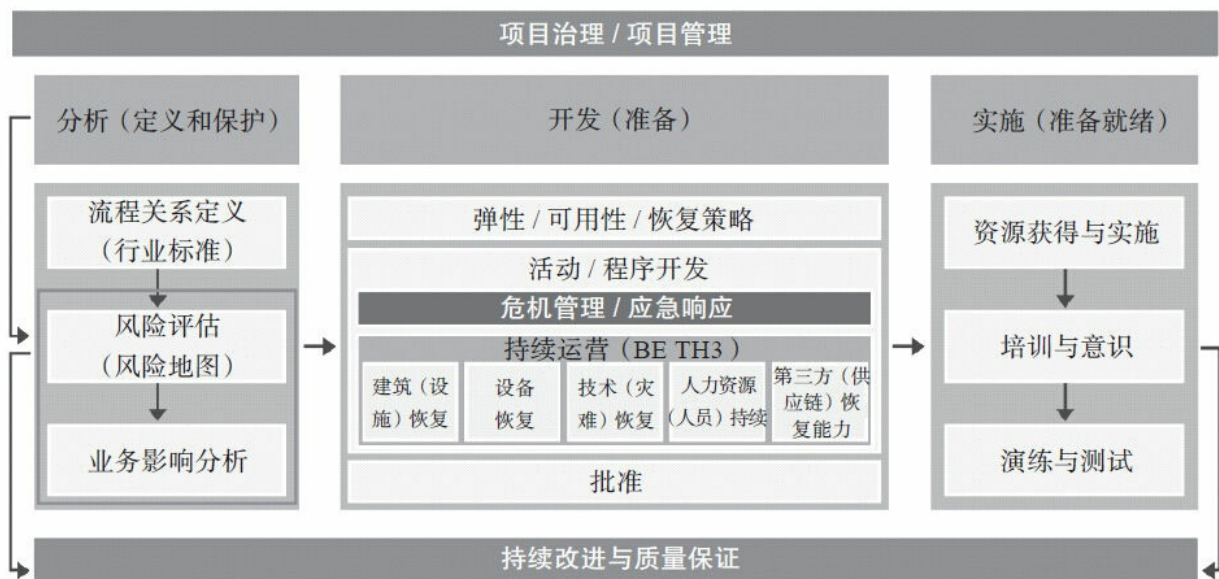 项目治理 / 项目管理
分析（定义和保护）
开发（准备）
实施（准备就绪）
流程关系定义
（行业标准）
风险评估
（风险地图）
业务影响分析
弹性 / 可用性 / 恢复策略
活动 / 程序开发
危机管理 / 应急响应
持续运营（BE TH3）
建筑（设
施）恢复
设备
恢复
技术（灾
难）恢复
人力资源
（人员）持续
第三方（供
应链）恢
复能力
批准
资源获得与实施
培训与意识
演练与测试
持续改进与质量保证